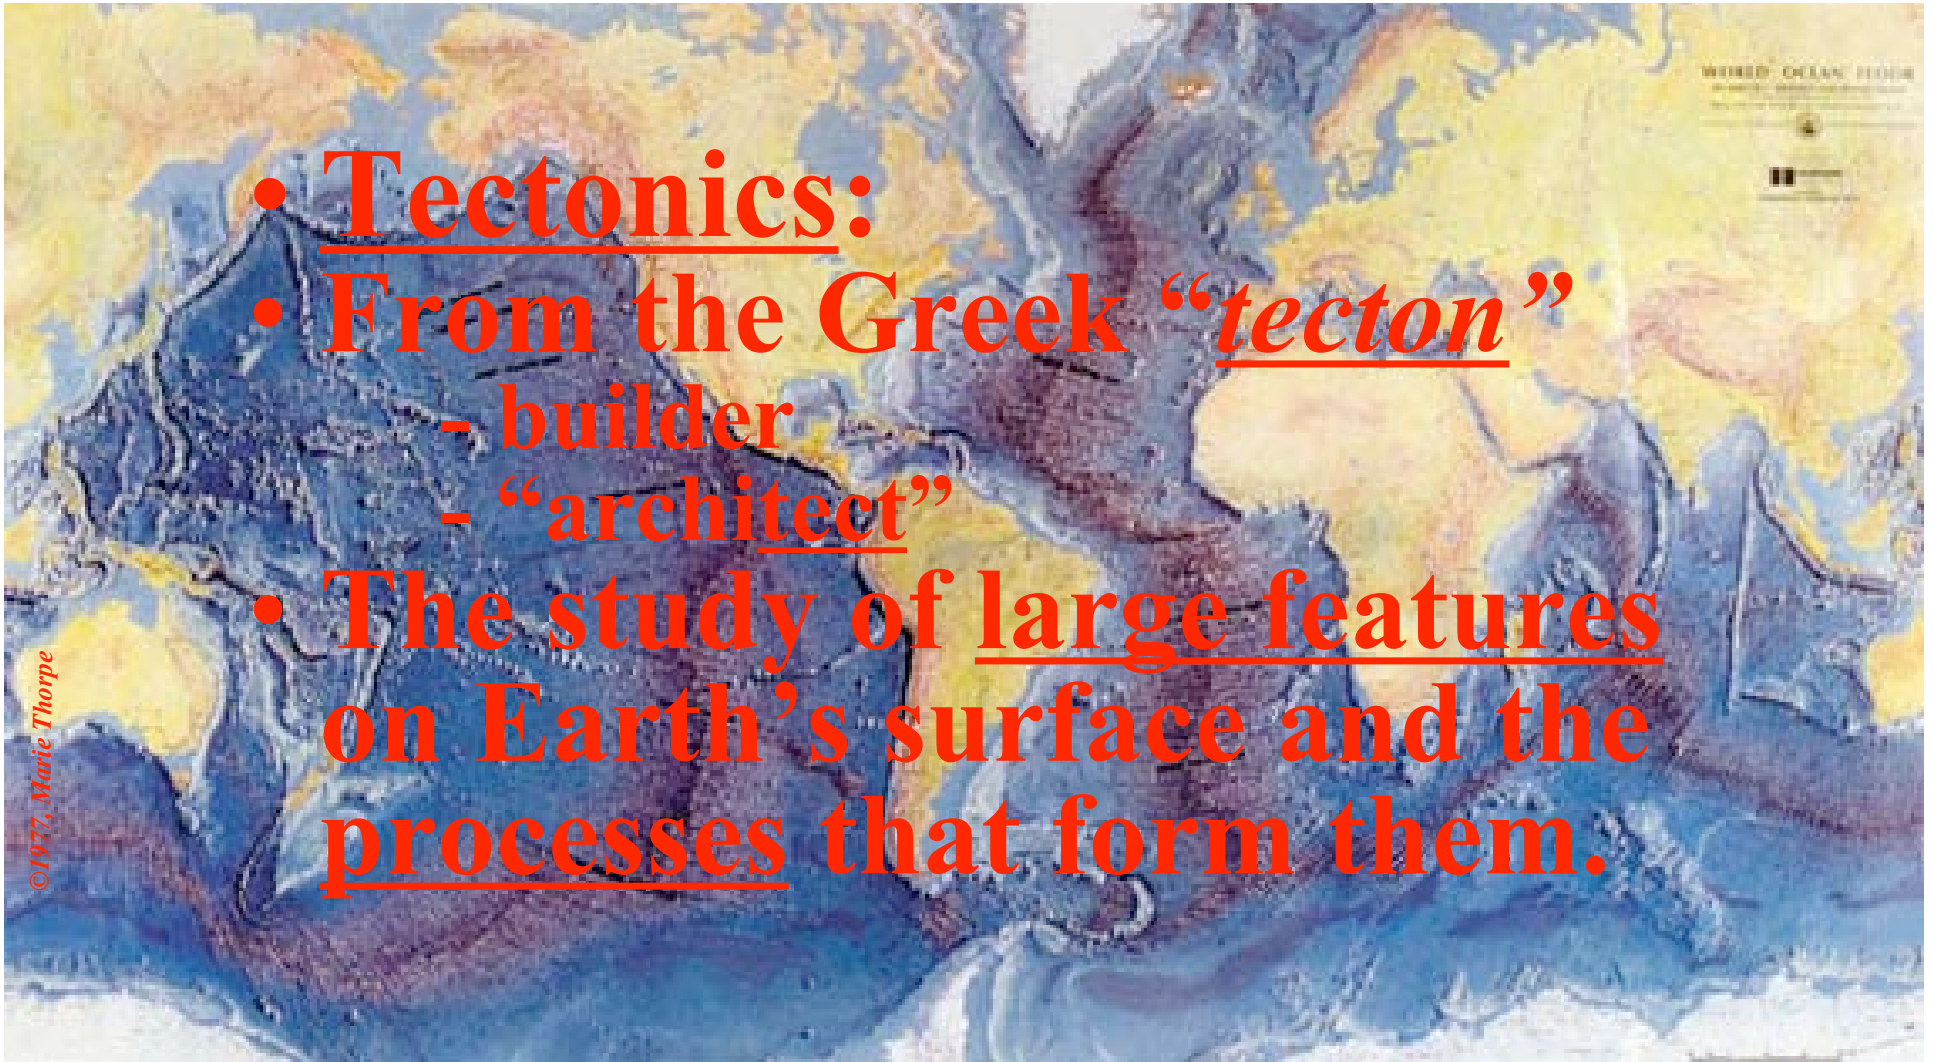 • Tectonics:
• From the Greek “tecton”
- builder
- “architect”
• The study of large features
on Earth’s surface and the
processes that form them.
©1977, Marie Thorpe
WORLD OCEAN FLOOR